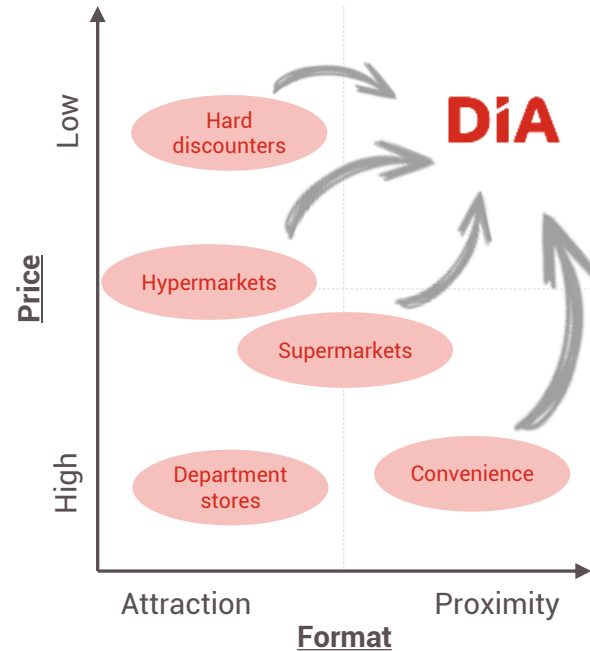 Low
Hard
discounters
DiA
Hypermarkets
Price
Supermarkets
High
Department
stores
Convenience
Attraction
Proximity
Format